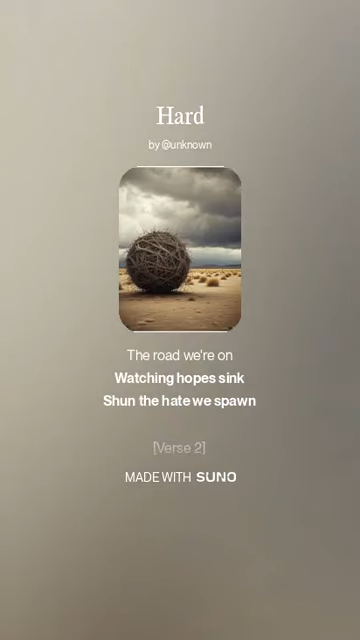 Hard
by @unknown
The road we're on
Watching hopes sink
Shun the hate we spawn
[Verse 2]
MADE WITH SUNO